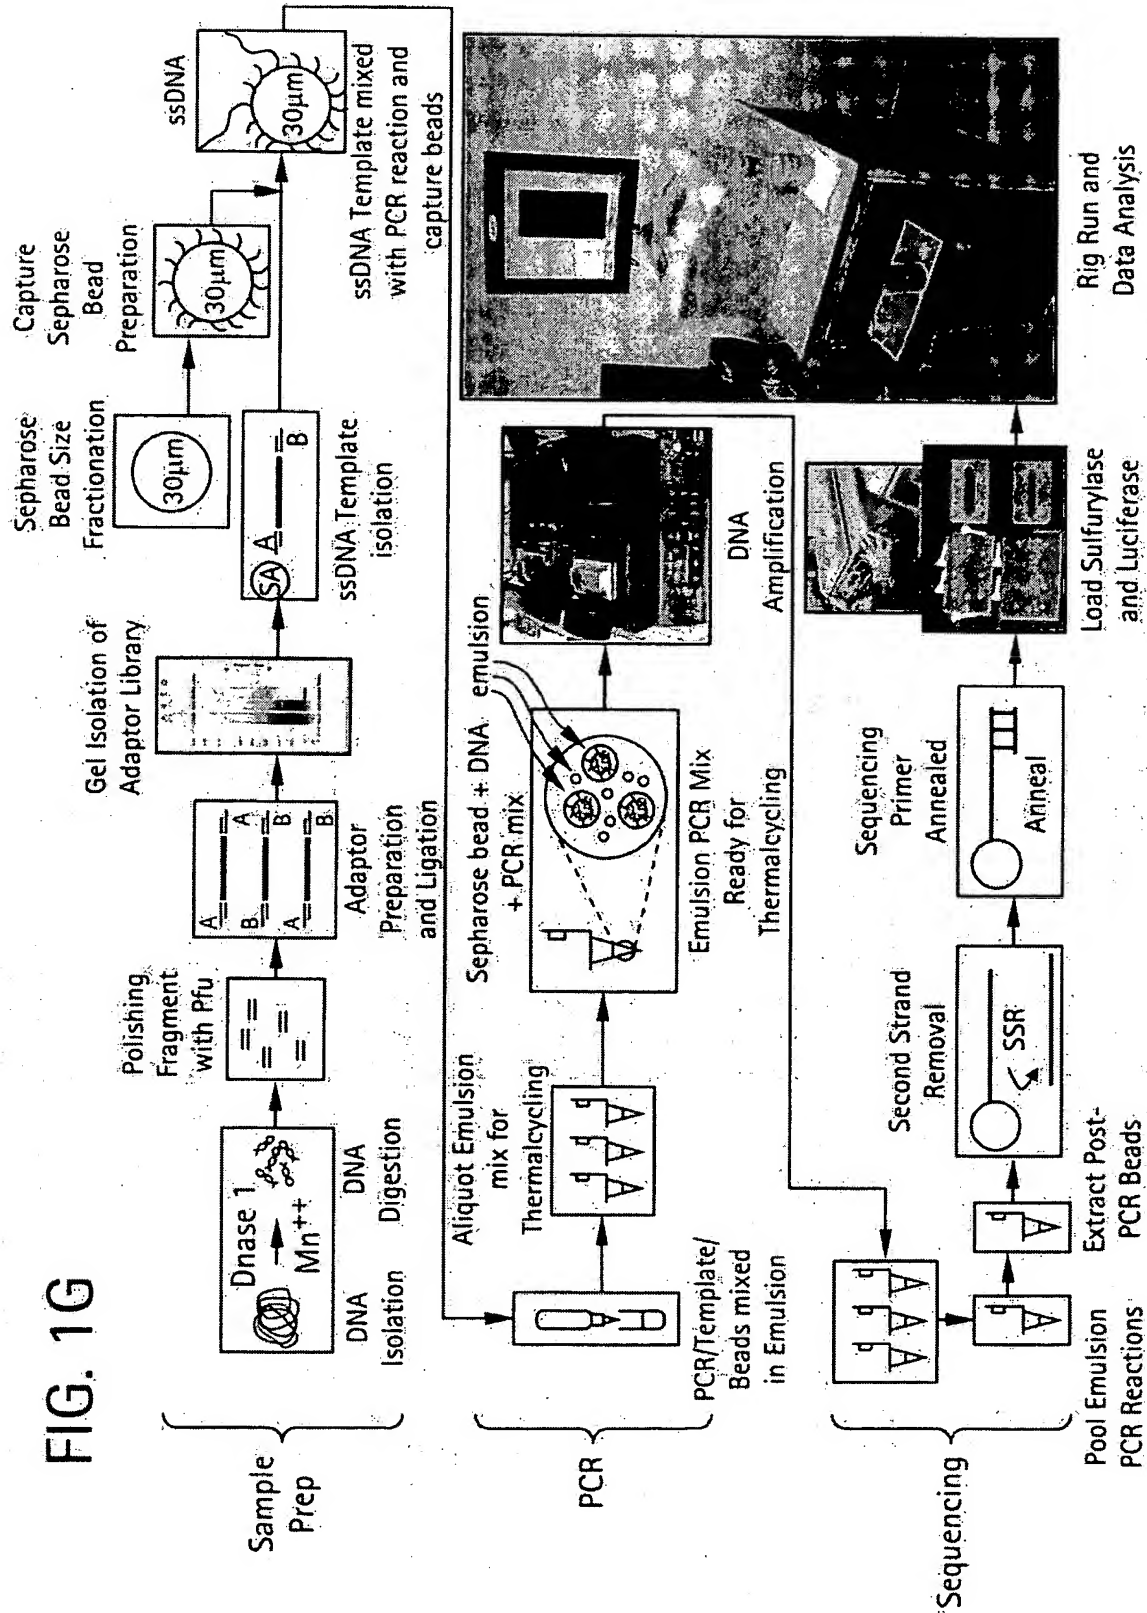 FIG. 1G
Sample
Prep
Dnase 1
Mn++
DNA
Isolation
DNA
Digestion
Polishing
Fragment
with Pfu
A
B
A
B
A
B
Adaptor
Preparation
and Ligation
Gel Isolation of
Adaptor Library
SA
A
B
ssDNA Template
isolation
Sepharose
Bead Size
Fractionation
30μm
Capture
Sepharose
Bead
Preparation
30μm
ssDNA
30μm
ssDNA Template mixed
with PCR reaction and
capture beads
PCR
PCR/Template/
Beads mixed
in Emulsion
Aliquot Emulsion
mix for
Thermalcycling
Sepharose bead + DNA
+ PCR mix
emulsion
Emulsion PCR Mix
Ready for
Thermalcycling
DNA
Amplification
Sequencing
Pool Emulsion
PCR Reactions
Extract Post-
PCR Beads
Second Strand
Removal
SSR
Sequencing
Primer
Annealed
Anneal
Load Sulfurylase
and Luciferase
Rig Run and
Data Analysis